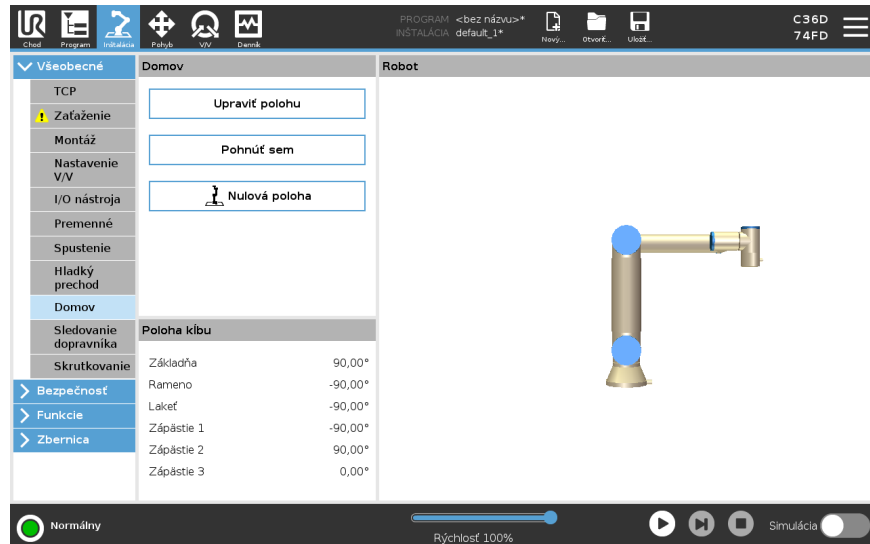 UR
Chod
Program
Inštalácia
Pohyb
V/V
Denník
PROGRAM <bez názvu>*
INŠTALÁCIA default_1*
Nový...
Otvoriť...
Uložiť...
C36D
74FD
Všeobecné
TCP
Zaťaženie
Montáž
Nastavenie
V/V
I/O nástroja
Premenné
Spustenie
Hladký
prechod
Domov
Sledovanie
dopravníka
Skrutkovanie
Bezpečnosť
Funkcie
Zbernica
Domov
Upraviť polohu
Pohnúť sem
Nulová poloha
Poloha kĺbu
Základňa 90,00°
Rameno -90,00°
Lakeť -90,00°
Zápästie 1 -90,00°
Zápästie 2 90,00°
Zápästie 3 0,00°
Robot
Normálny
Rýchlosť 100%
Simulácia